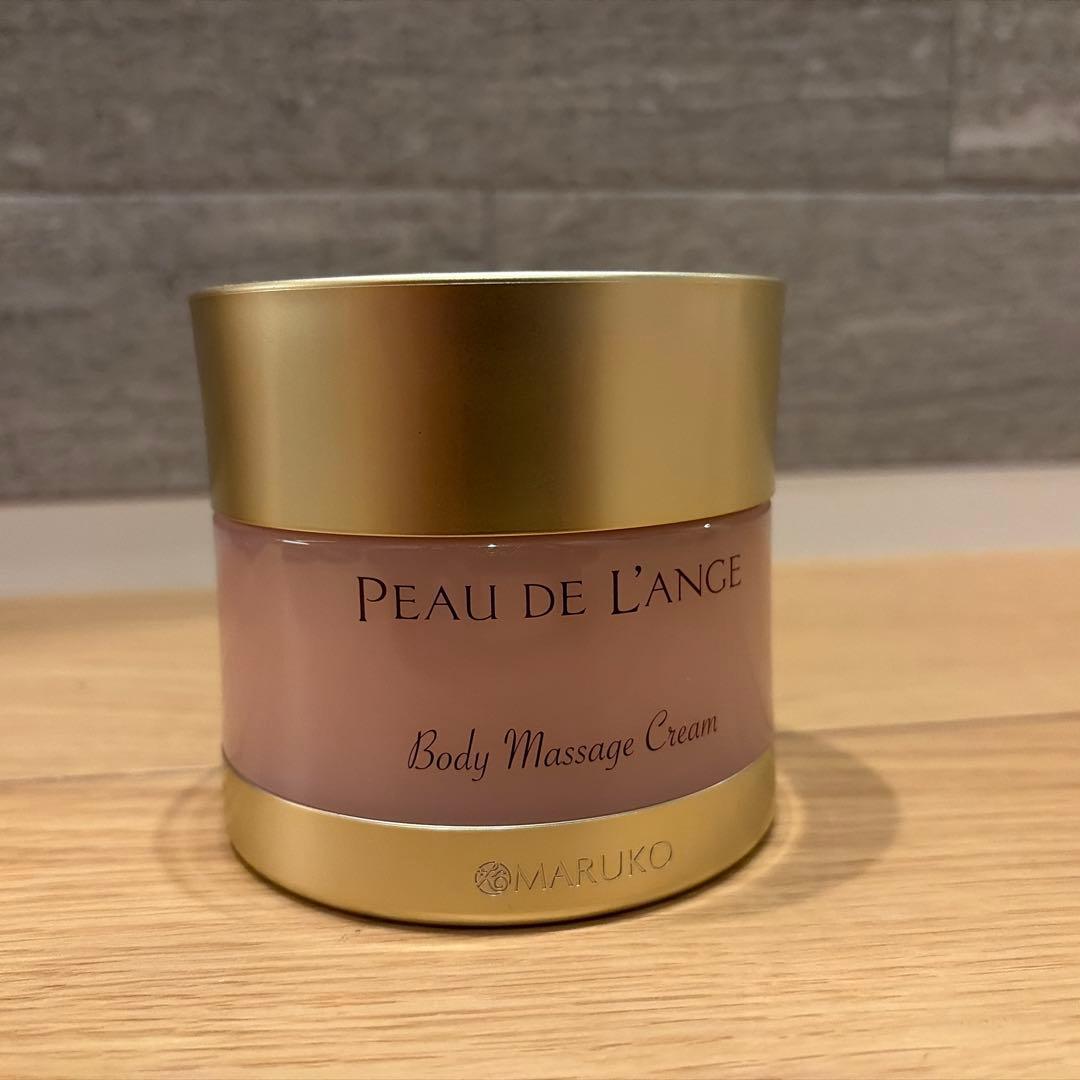 PEAU DE L'ANGE
Body Massage Cream
MARUKO